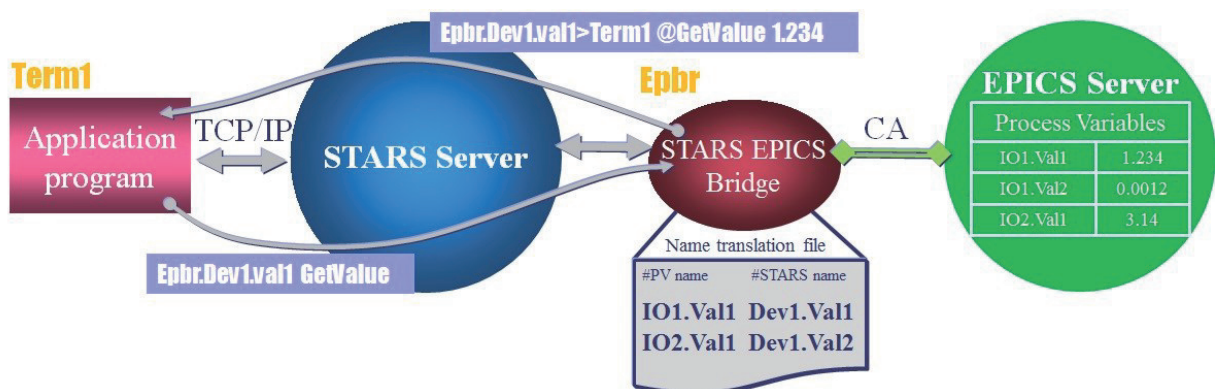 Epbr.Dev1.val1>Term1 @GetValue 1.234
Term1
Epbr
EPICS Server
Application
program
TCP/IP
STARS Server
STARS EPICS
Bridge
CA
Process Variables
IO1.Val1 1.234
IO1.Val2 0.0012
IO2.Val1 3.14
Epbr.Dev1.val1 GetValue
Name translation file
#PV name #STARS name
IO1.Val1 Dev1.Val1
IO2.Val1 Dev1.Val2